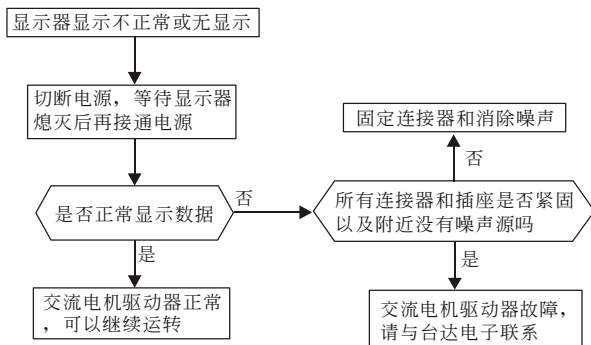 显示器显示不正常或无显示
切断电源，等待显示器
熄灭后再接通电源
固定连接器和消除噪声
否
是否正常显示数据
否
所有连接器和插座是否紧固
以及附近没有噪声源吗
是
是
交流电机驱动器正常
，可以继续运转
交流电机驱动器故障，
请与台达电子联系